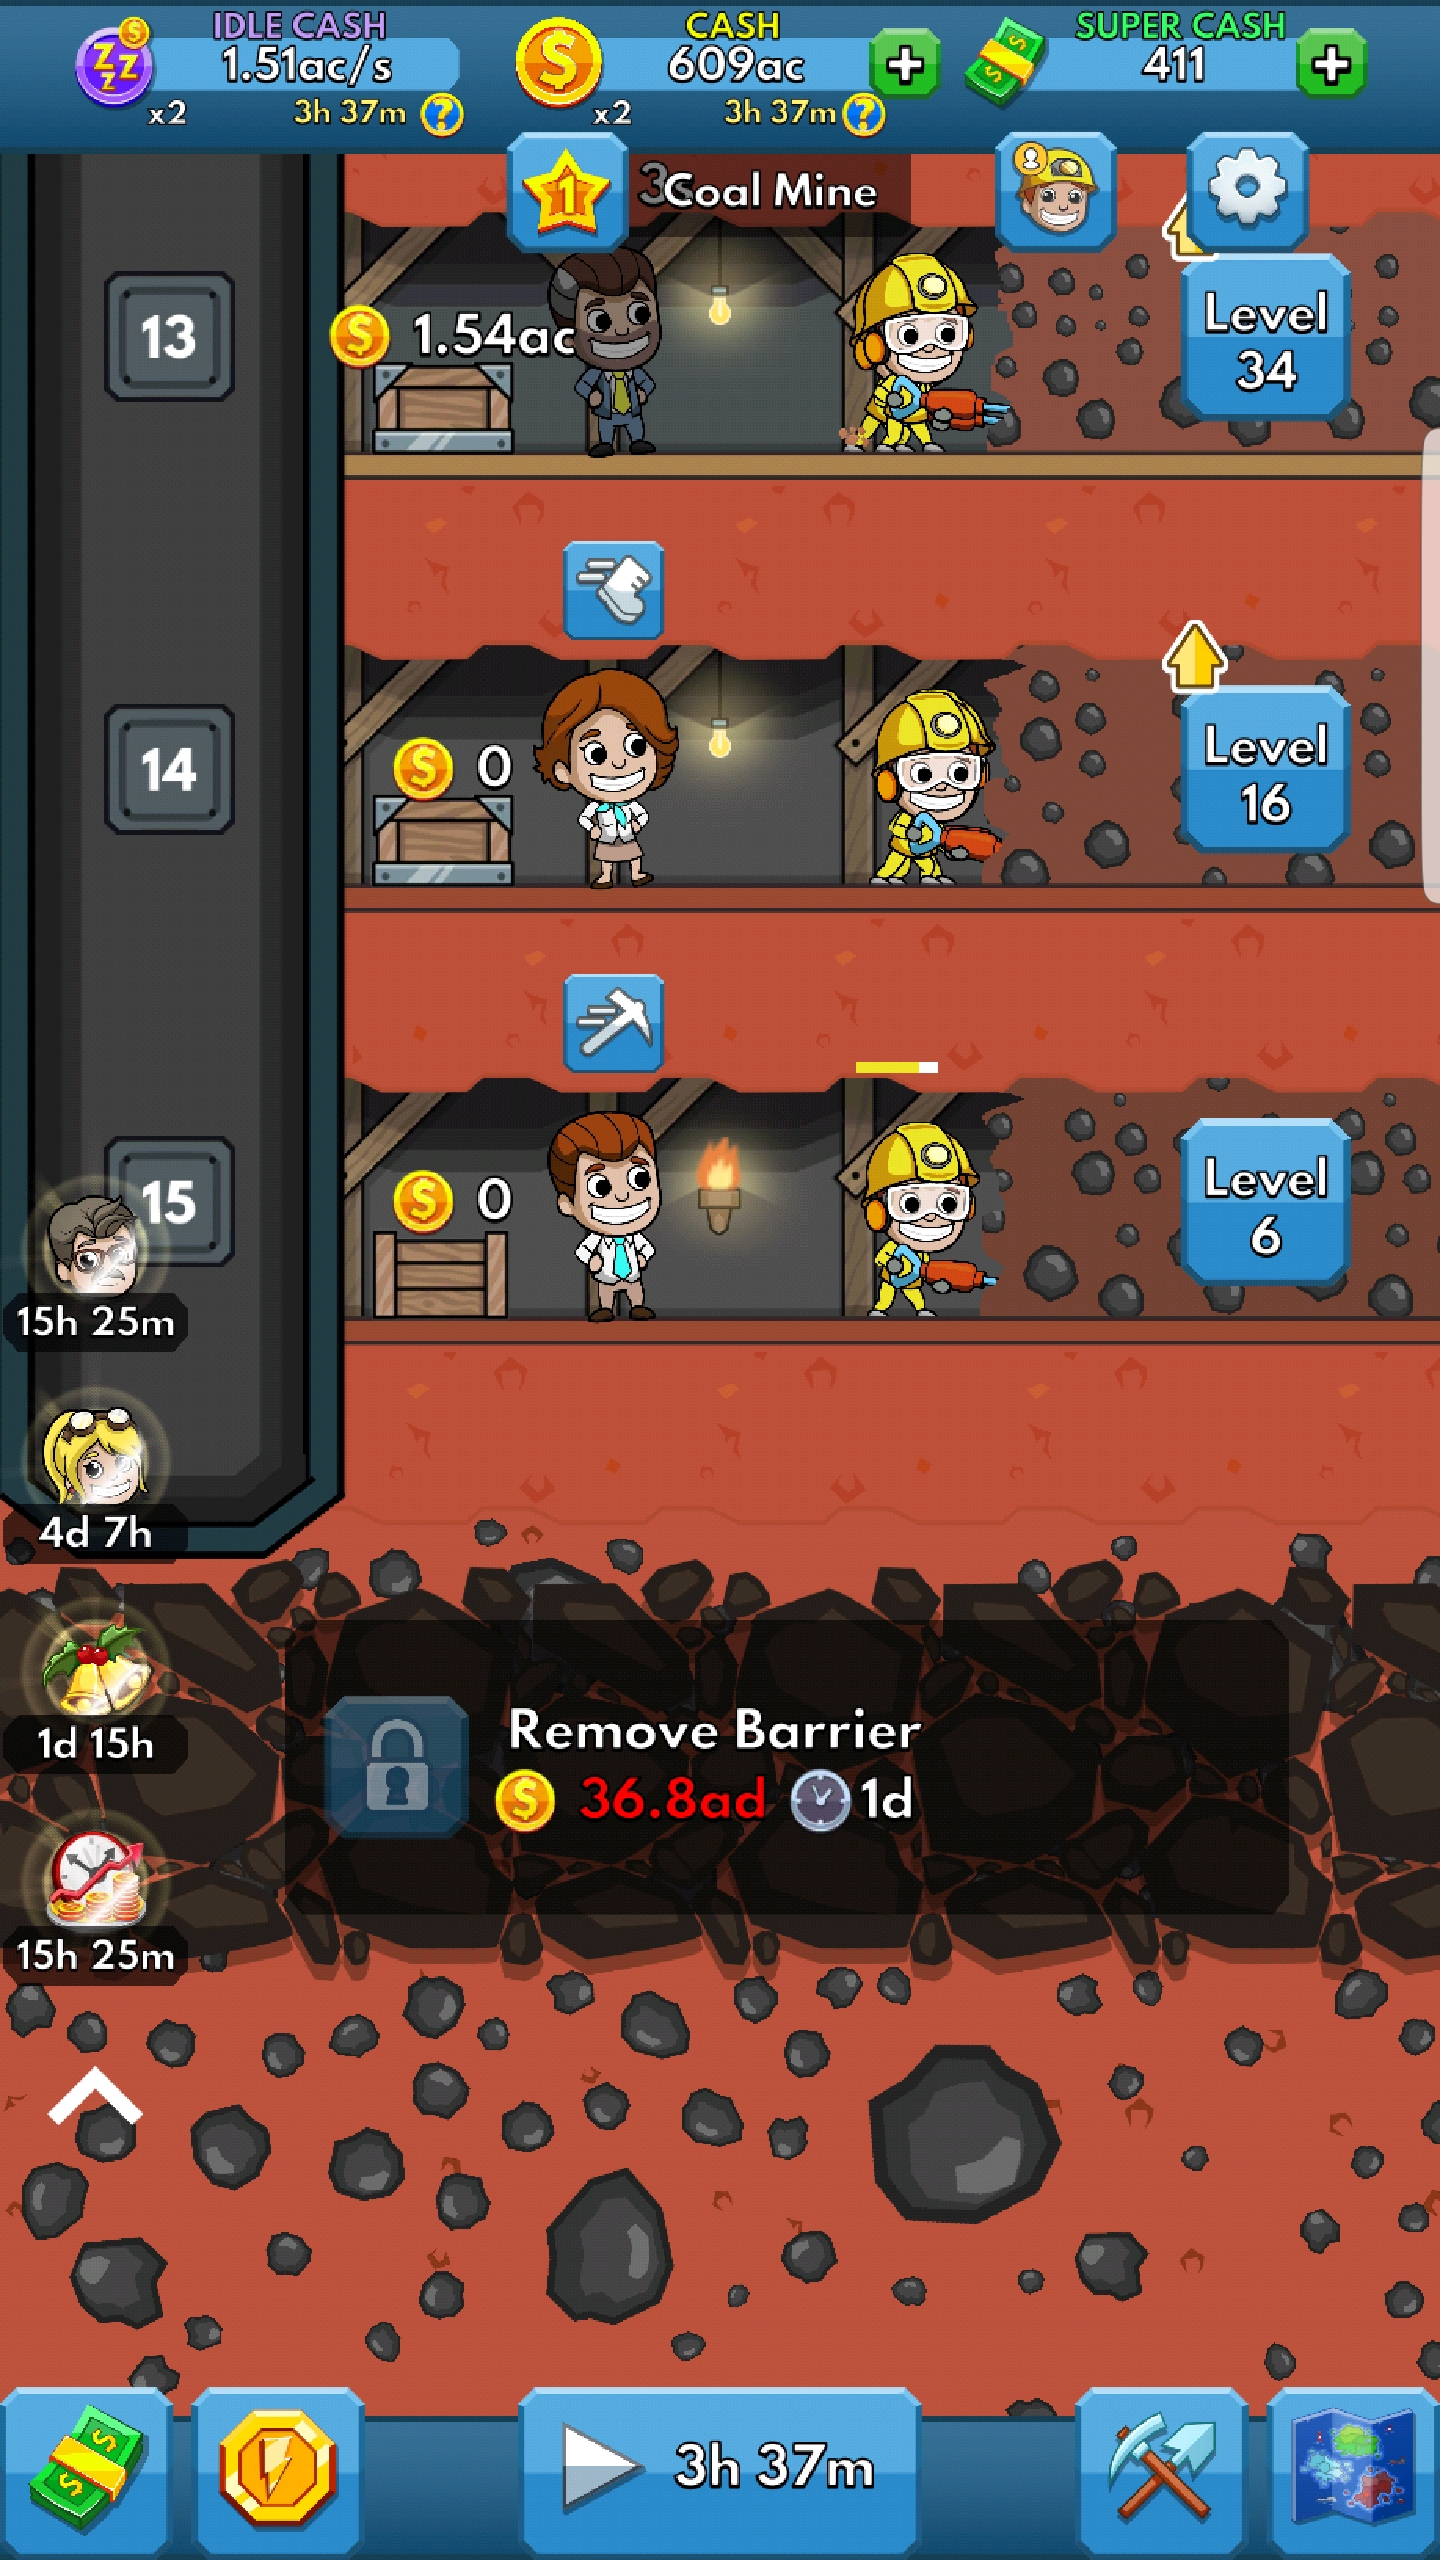 IDLE CASH CASH SUPER CASH
1.51ac/s 609ac 411
x2 3h 37m ? x2 3h 37m ?
1 Coal Mine
13 1.54ac Level
34
14 0 Level
16
15 0 Level
6
15h 25m
4d 7h
1d 15h
Remove Barrier
36.8ad 1d
15h 25m
3h 37m